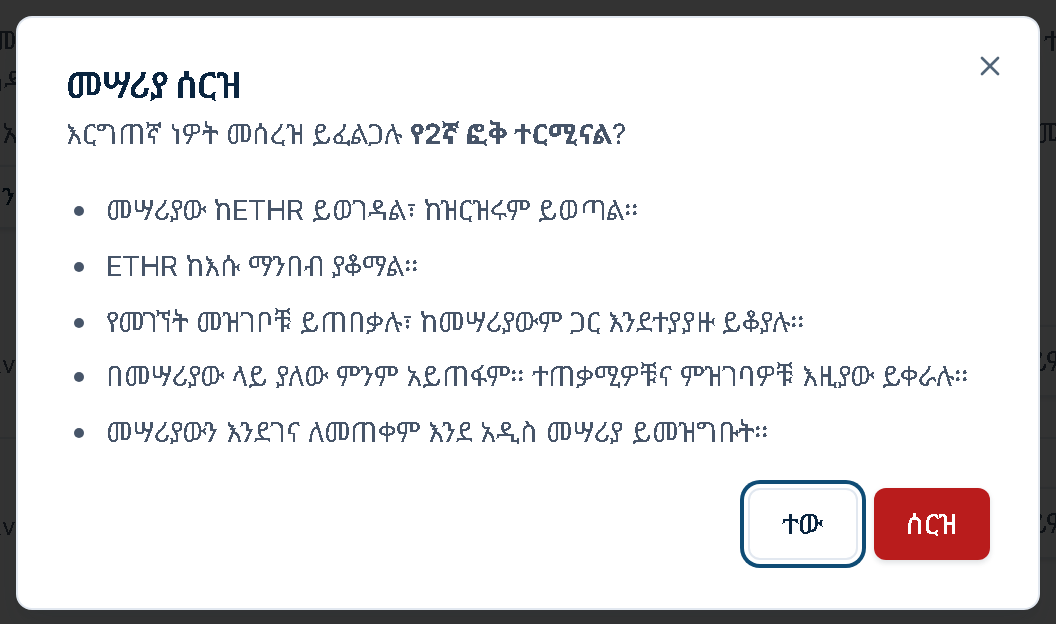 መሣሪያ ሰርዝ
እርግጠኛ ነዎት መሰረዝ ይፈልጋሉ የ2ኛ ፎቅ ተርሚናል?
መሣሪያው ከETHR ይወገዳል፣ ከዝርዝሩም ይወጣል።
ETHR ከእሱ ማንበብ ያቆማል።
የመገኘት መዝገቦቹ ይጠበቃሉ፣ ከመሣሪያውም ጋር እንደተያያዙ ይቆያሉ።
በመሣሪያው ላይ ያለው ምንም አይጠፋም። ተጠቃሚዎቹና ምዝገባዎቹ እዚያው ይቀራሉ።
መሣሪያውን እንደገና ለመጠቀም እንደ አዲስ መሣሪያ ይመዝግቡት።
ተው
ሰርዝ